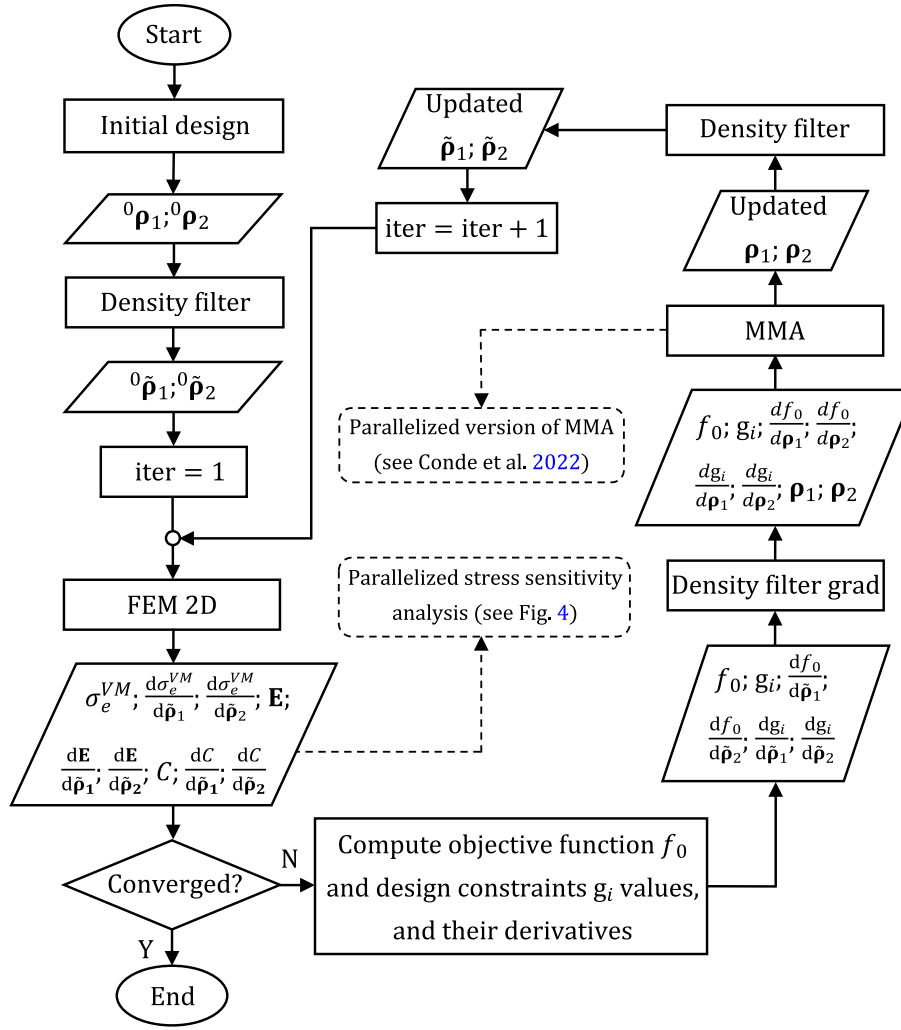 Start
Initial design
⁰𝛒₁;⁰𝛒₂
Density filter
⁰𝛒̃₁;⁰𝛒̃₂
iter = 1
FEM 2D
σₑ^{VM}; dσₑ^{VM}/d𝛒̃₁; dσₑ^{VM}/d𝛒̃₂; 𝐄;
d𝐄/d𝛒̃₁; d𝐄/d𝛒̃₂; C; dC/d𝛒̃₁; dC/d𝛒̃₂
Converged?
N
Y
End
Compute objective function f₀
and design constraints gᵢ values,
and their derivatives
f₀; gᵢ; df₀/d𝛒̃₁;
df₀/d𝛒̃₂; dgᵢ/d𝛒̃₁; dgᵢ/d𝛒̃₂
Density filter grad
f₀; gᵢ; df₀/d𝛒₁; df₀/d𝛒₂;
dgᵢ/d𝛒₁; dgᵢ/d𝛒₂; 𝛒₁; 𝛒₂
MMA
Updated
𝛒₁; 𝛒₂
Density filter
Updated
𝛒̃₁; 𝛒̃₂
iter = iter + 1
Parallelized version of MMA
(see Conde et al. 2022)
Parallelized stress sensitivity
analysis (see Fig. 4)